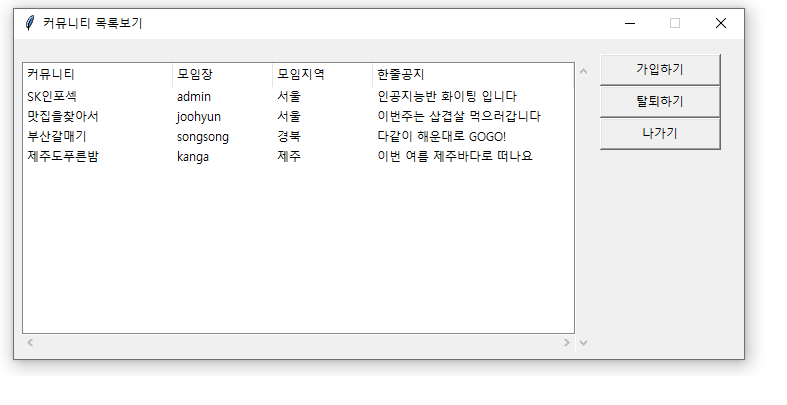 커뮤니티 목록보기
커뮤니티 모임장 모임지역 한줄공지
SK인포섹 admin 서울 인공지능반 화이팅 입니다
맛집을찾아서 joohyun 서울 이번주는 삽겹살 먹으러갑니다
부산갈매기 songsong 경북 다같이 해운대로 GOGO!
제주도푸른밤 kanga 제주 이번 여름 제주바다로 떠나요
가입하기
탈퇴하기
나가기